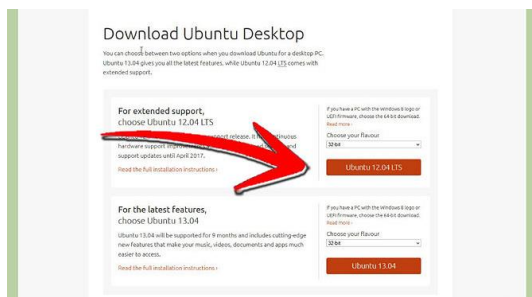 Download Ubuntu Desktop
You can choose between two options when you download Ubuntu for a desktop PC.
Ubuntu 13.04 gives you all the latest features, while Ubuntu 12.04 LTS comes with
extended support.
For extended support,
choose Ubuntu 12.04 LTS
support release. It
continuous
hardware support
and
support updates until April 2017.
Read the full installation instructions ›
If you have a PC with the Windows 8 logo or
UEFI firmware, choose the 64-bit download.
Read more ›
Choose your flavour
32-bit
Ubuntu 12.04 LTS
For the latest features,
choose Ubuntu 13.04
Ubuntu 13.04 will be supported for 9 months and includes cutting-edge
new features that make your music, videos, documents and apps much
easier to access.
Read the full installation instructions ›
If you have a PC with the Windows 8 logo or
UEFI firmware, choose the 64-bit download.
Read more ›
Choose your flavour
32-bit
Ubuntu 13.04